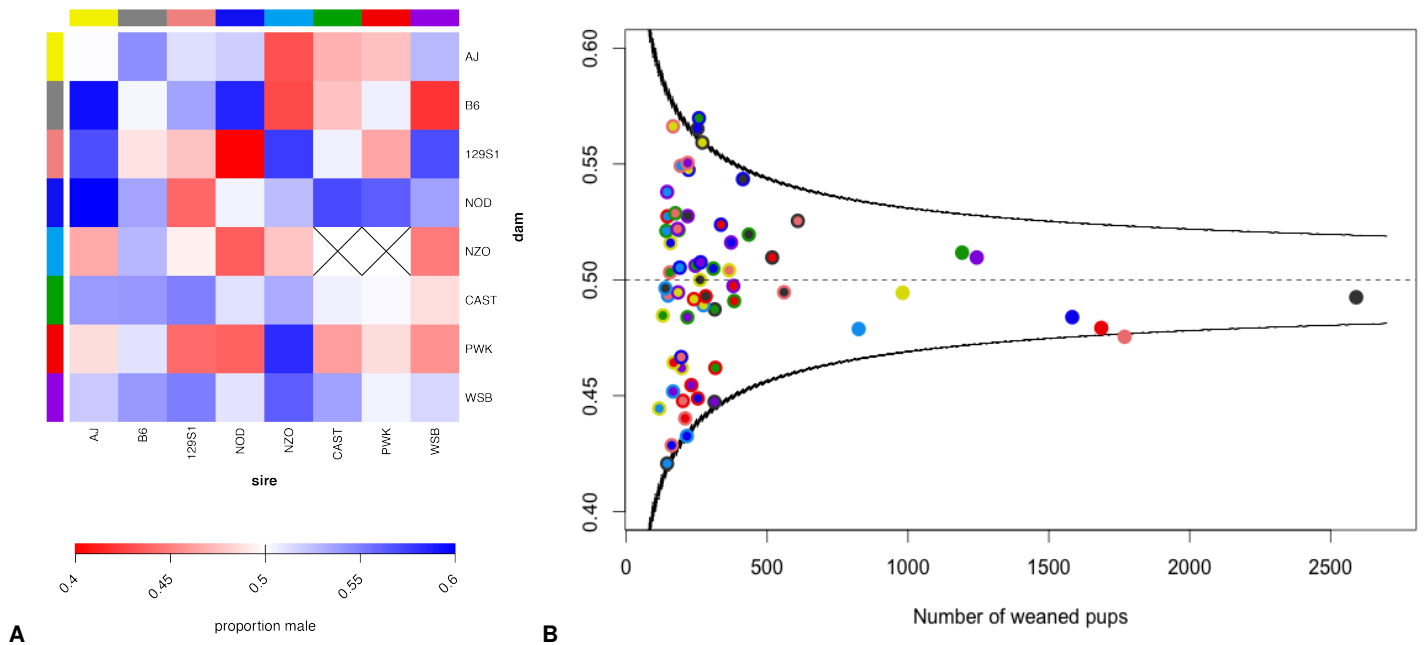 A
AJ
B6
129S1
NOD
NZO
CAST
PWK
WSB
dam
AJ B6 129S1 NOD NZO CAST PWK WSB
sire
0.4 0.45 0.5 0.55 0.6
proportion male
A
B
0.60
0.55
0.50
0.45
0.40
0 500 1000 1500 2000 2500
Number of weaned pups